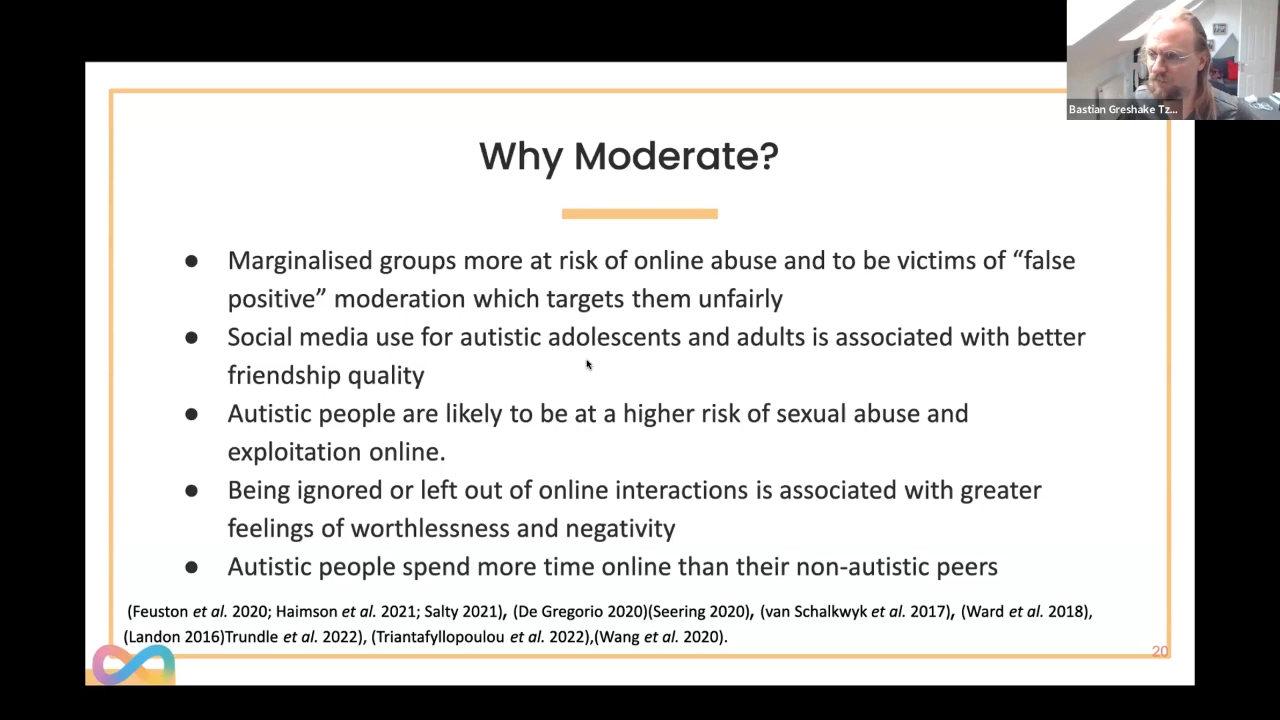 Bastian Greshake Tz...
Why Moderate?
● Marginalised groups more at risk of online abuse and to be victims of “false
positive” moderation which targets them unfairly
● Social media use for autistic adolescents and adults is associated with better
friendship quality
● Autistic people are likely to be at a higher risk of sexual abuse and
exploitation online.
● Being ignored or left out of online interactions is associated with greater
feelings of worthlessness and negativity
● Autistic people spend more time online than their non-autistic peers
(Feuston et al. 2020; Haimson et al. 2021; Salty 2021), (De Gregorio 2020)(Seering 2020), (van Schalkwyk et al. 2017), (Ward et al. 2018),
(Landon 2016)Trundle et al. 2022), (Triantafyllopoulou et al. 2022),(Wang et al. 2020).
20